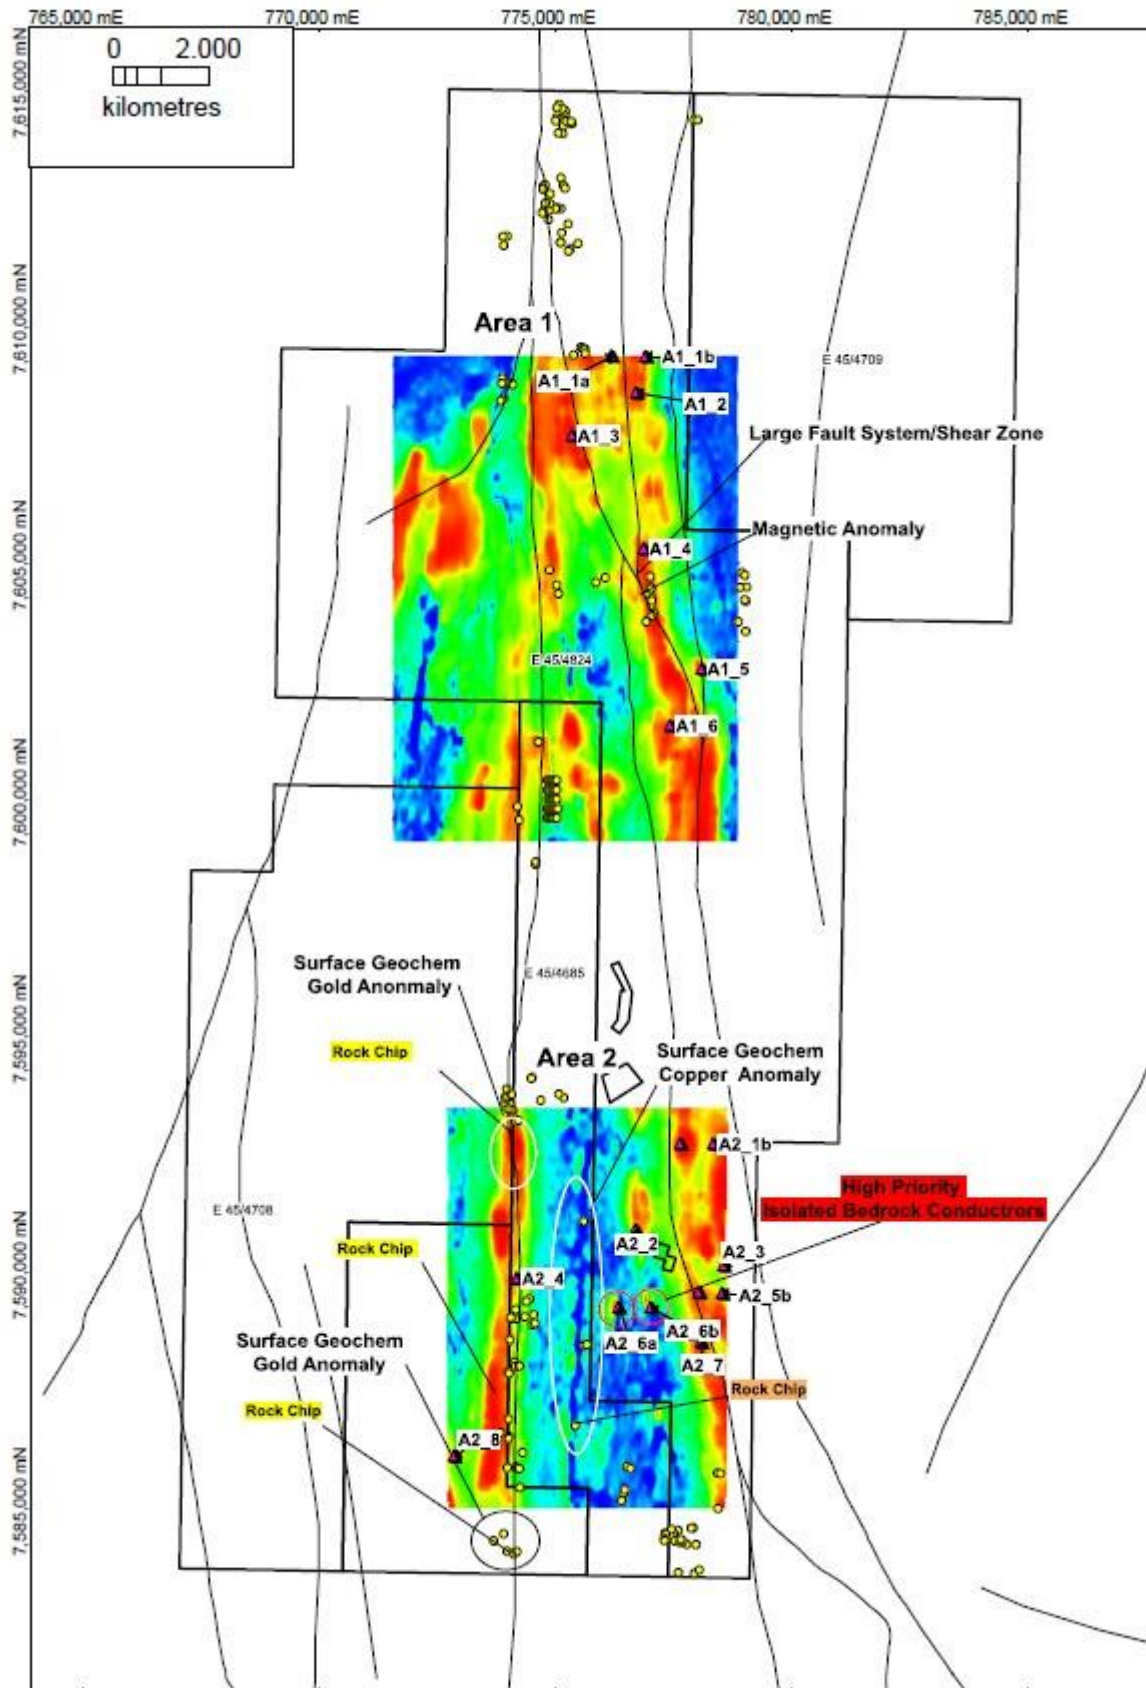 765,000 mE
770,000 mE
775,000 mE
780,000 mE
785,000 mE
0 2.000
kilometres
7,615,000 mN
7,610,000 mN
7,605,000 mN
7,600,000 mN
7,595,000 mN
7,590,000 mN
7,585,000 mN
Area 1
E 45/4709
A1_1a
A1_1b
A1_2
A1_3
Large Fault System/Shear Zone
Magnetic Anomaly
A1_4
E 45/4824
A1_5
A1_6
Surface Geochem
Gold Anonmaly
E 45/4685
Rock Chip
Area 2
Surface Geochem
Copper Anomaly
A2_1b
High Priority
Isolated Bedrock Conductrors
E 45/4708
Rock Chip
A2_2
A2_3
A2_4
A2_5b
A2_6a
A2_6b
A2_7
Surface Geochem
Gold Anomaly
Rock Chip
Rock Chip
A2_8